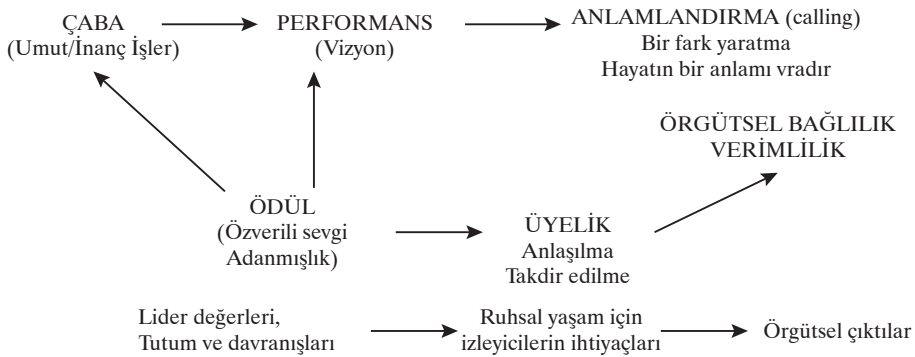 ÇABA
(Umut/İnanç İşler)
PERFORMANS
(Vizyon)
ANLAMLANDIRMA (calling)
Bir fark yaratma
Hayatın bir anlamı vradır
ÖRGÜTSEL BAĞLILIK
VERİMLİLİK
ÖDÜL
(Özverili sevgi
Adanmışlık)
ÜYELİK
Anlaşılma
Takdir edilme
Lider değerleri,
Tutum ve davranışları
Ruhsal yaşam için
izleyicilerin ihtiyaçları
Örgütsel çıktılar